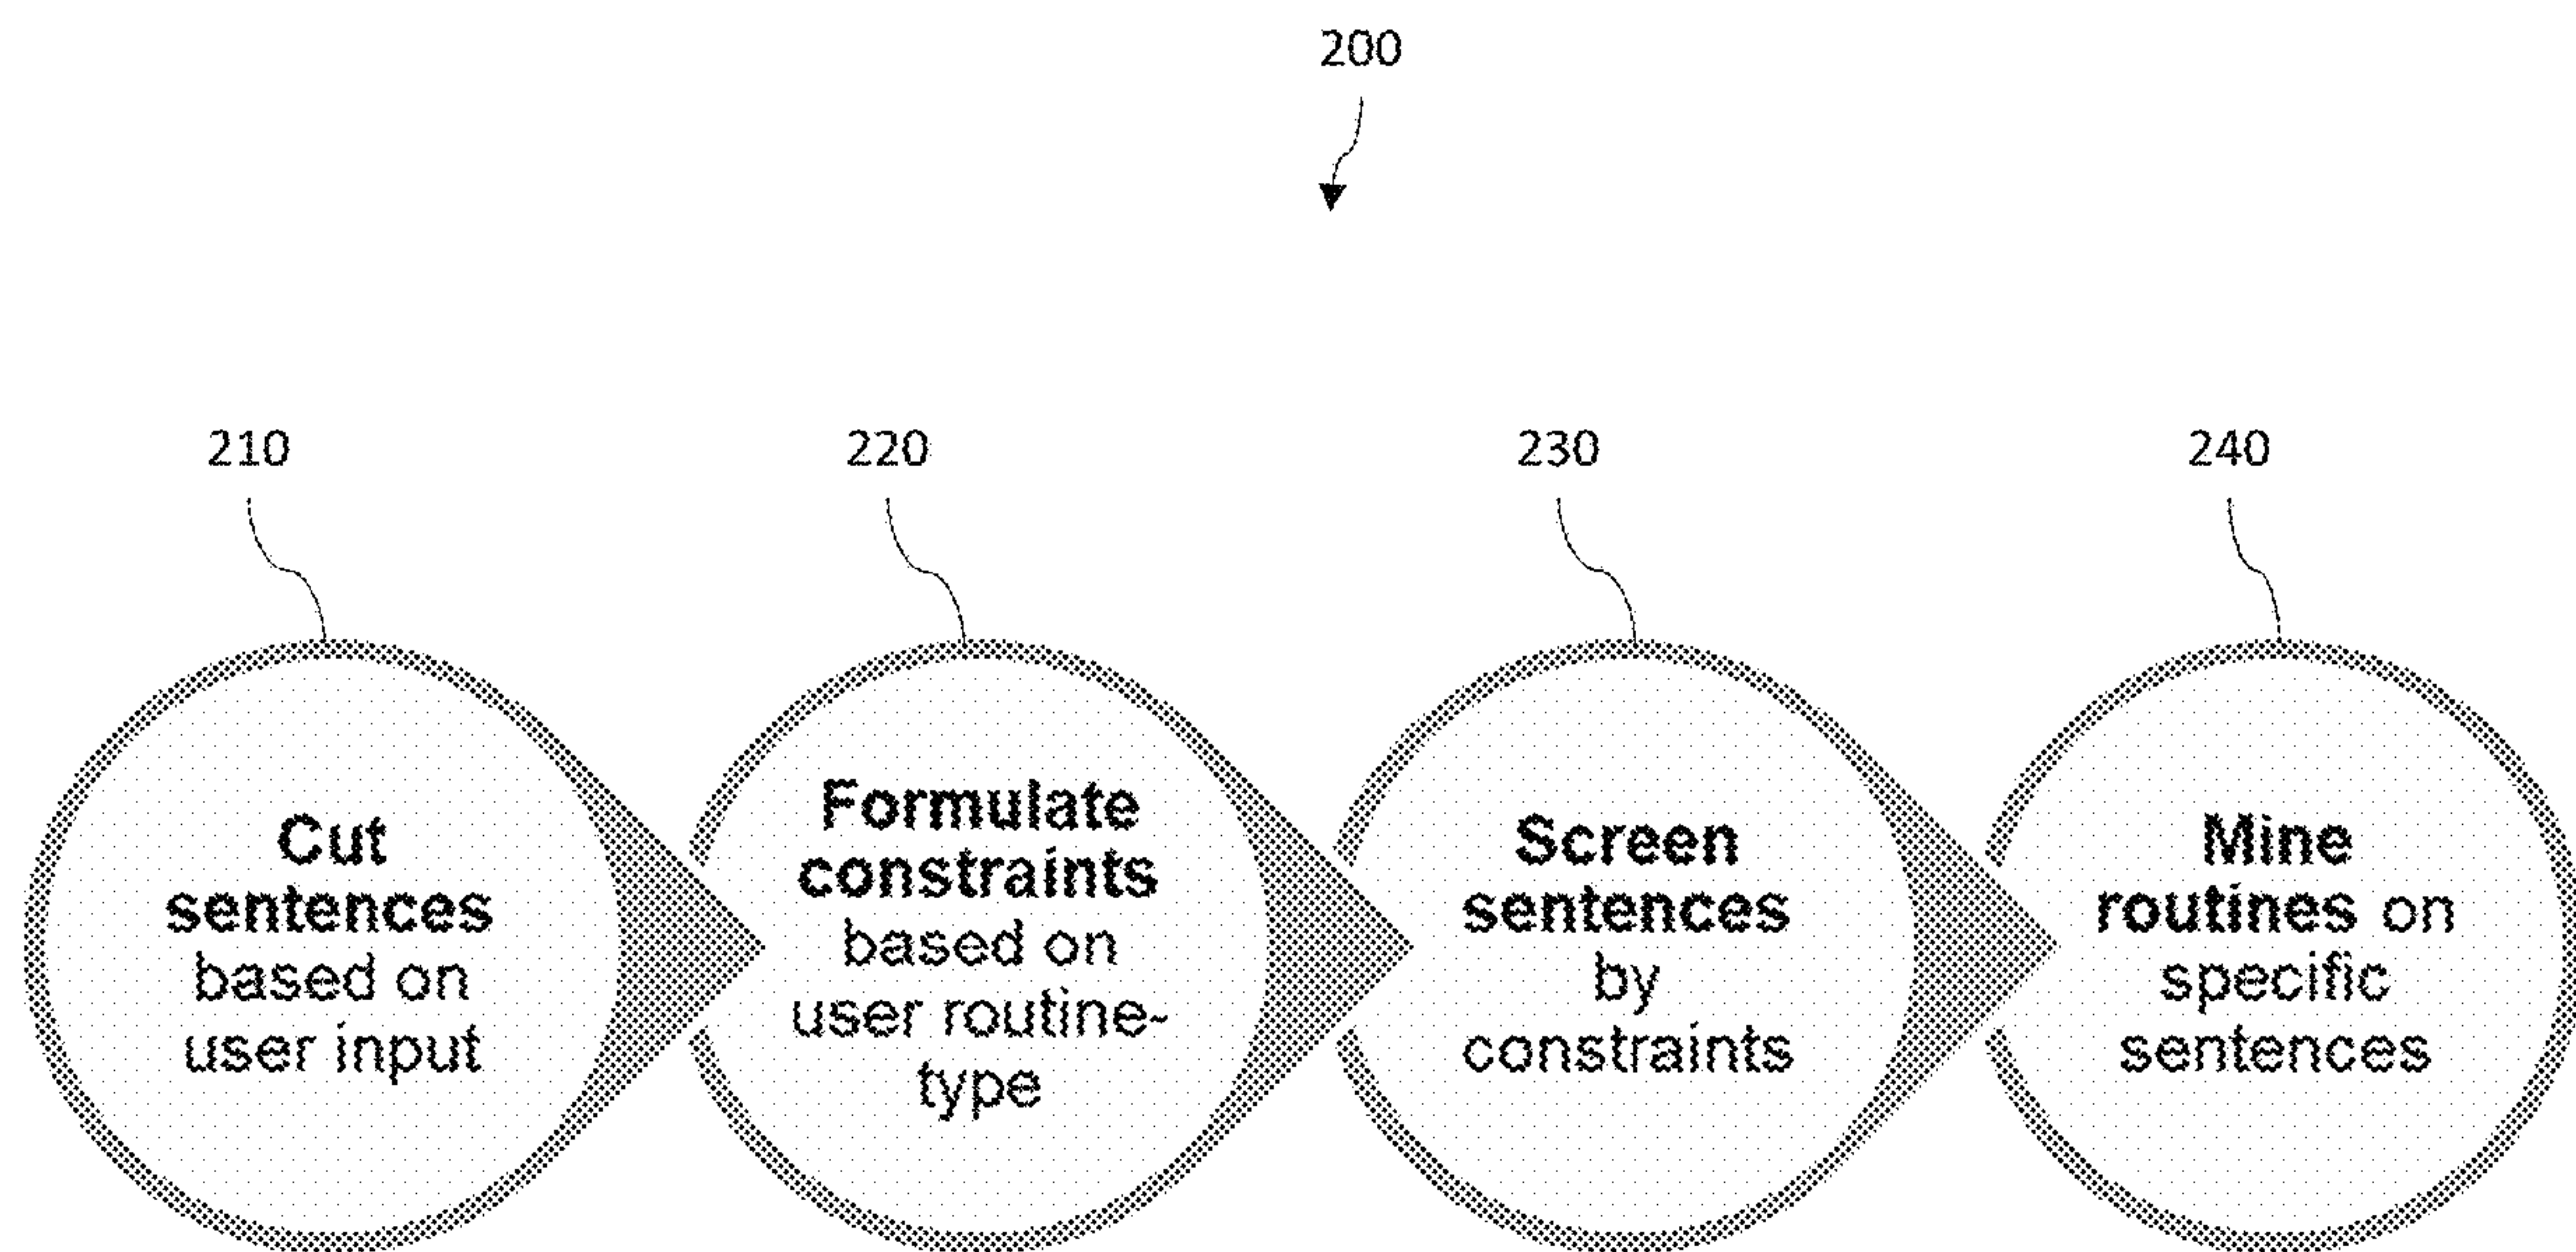 200
210
220
230
240
Cut
sentences
based on
user input
Formulate
constraints
based on
user routine-
type
Screen
sentences
by
constraints
Mine
routines on
specific
sentences